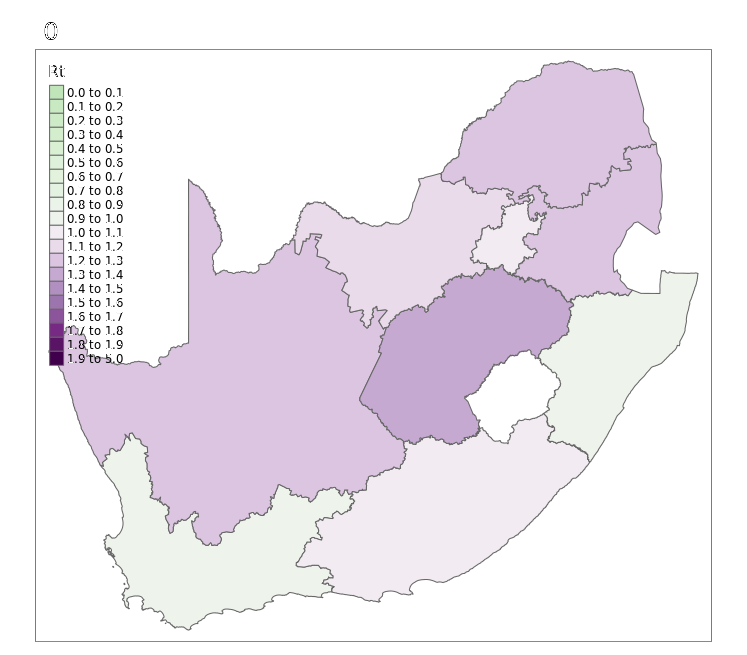 0
Rt
0.0 to 0.1
0.1 to 0.2
0.2 to 0.3
0.3 to 0.4
0.4 to 0.5
0.5 to 0.6
0.6 to 0.7
0.7 to 0.8
0.8 to 0.9
0.9 to 1.0
1.0 to 1.1
1.1 to 1.2
1.2 to 1.3
1.3 to 1.4
1.4 to 1.5
1.5 to 1.6
1.6 to 1.7
1.7 to 1.8
1.8 to 1.9
1.9 to 5.0